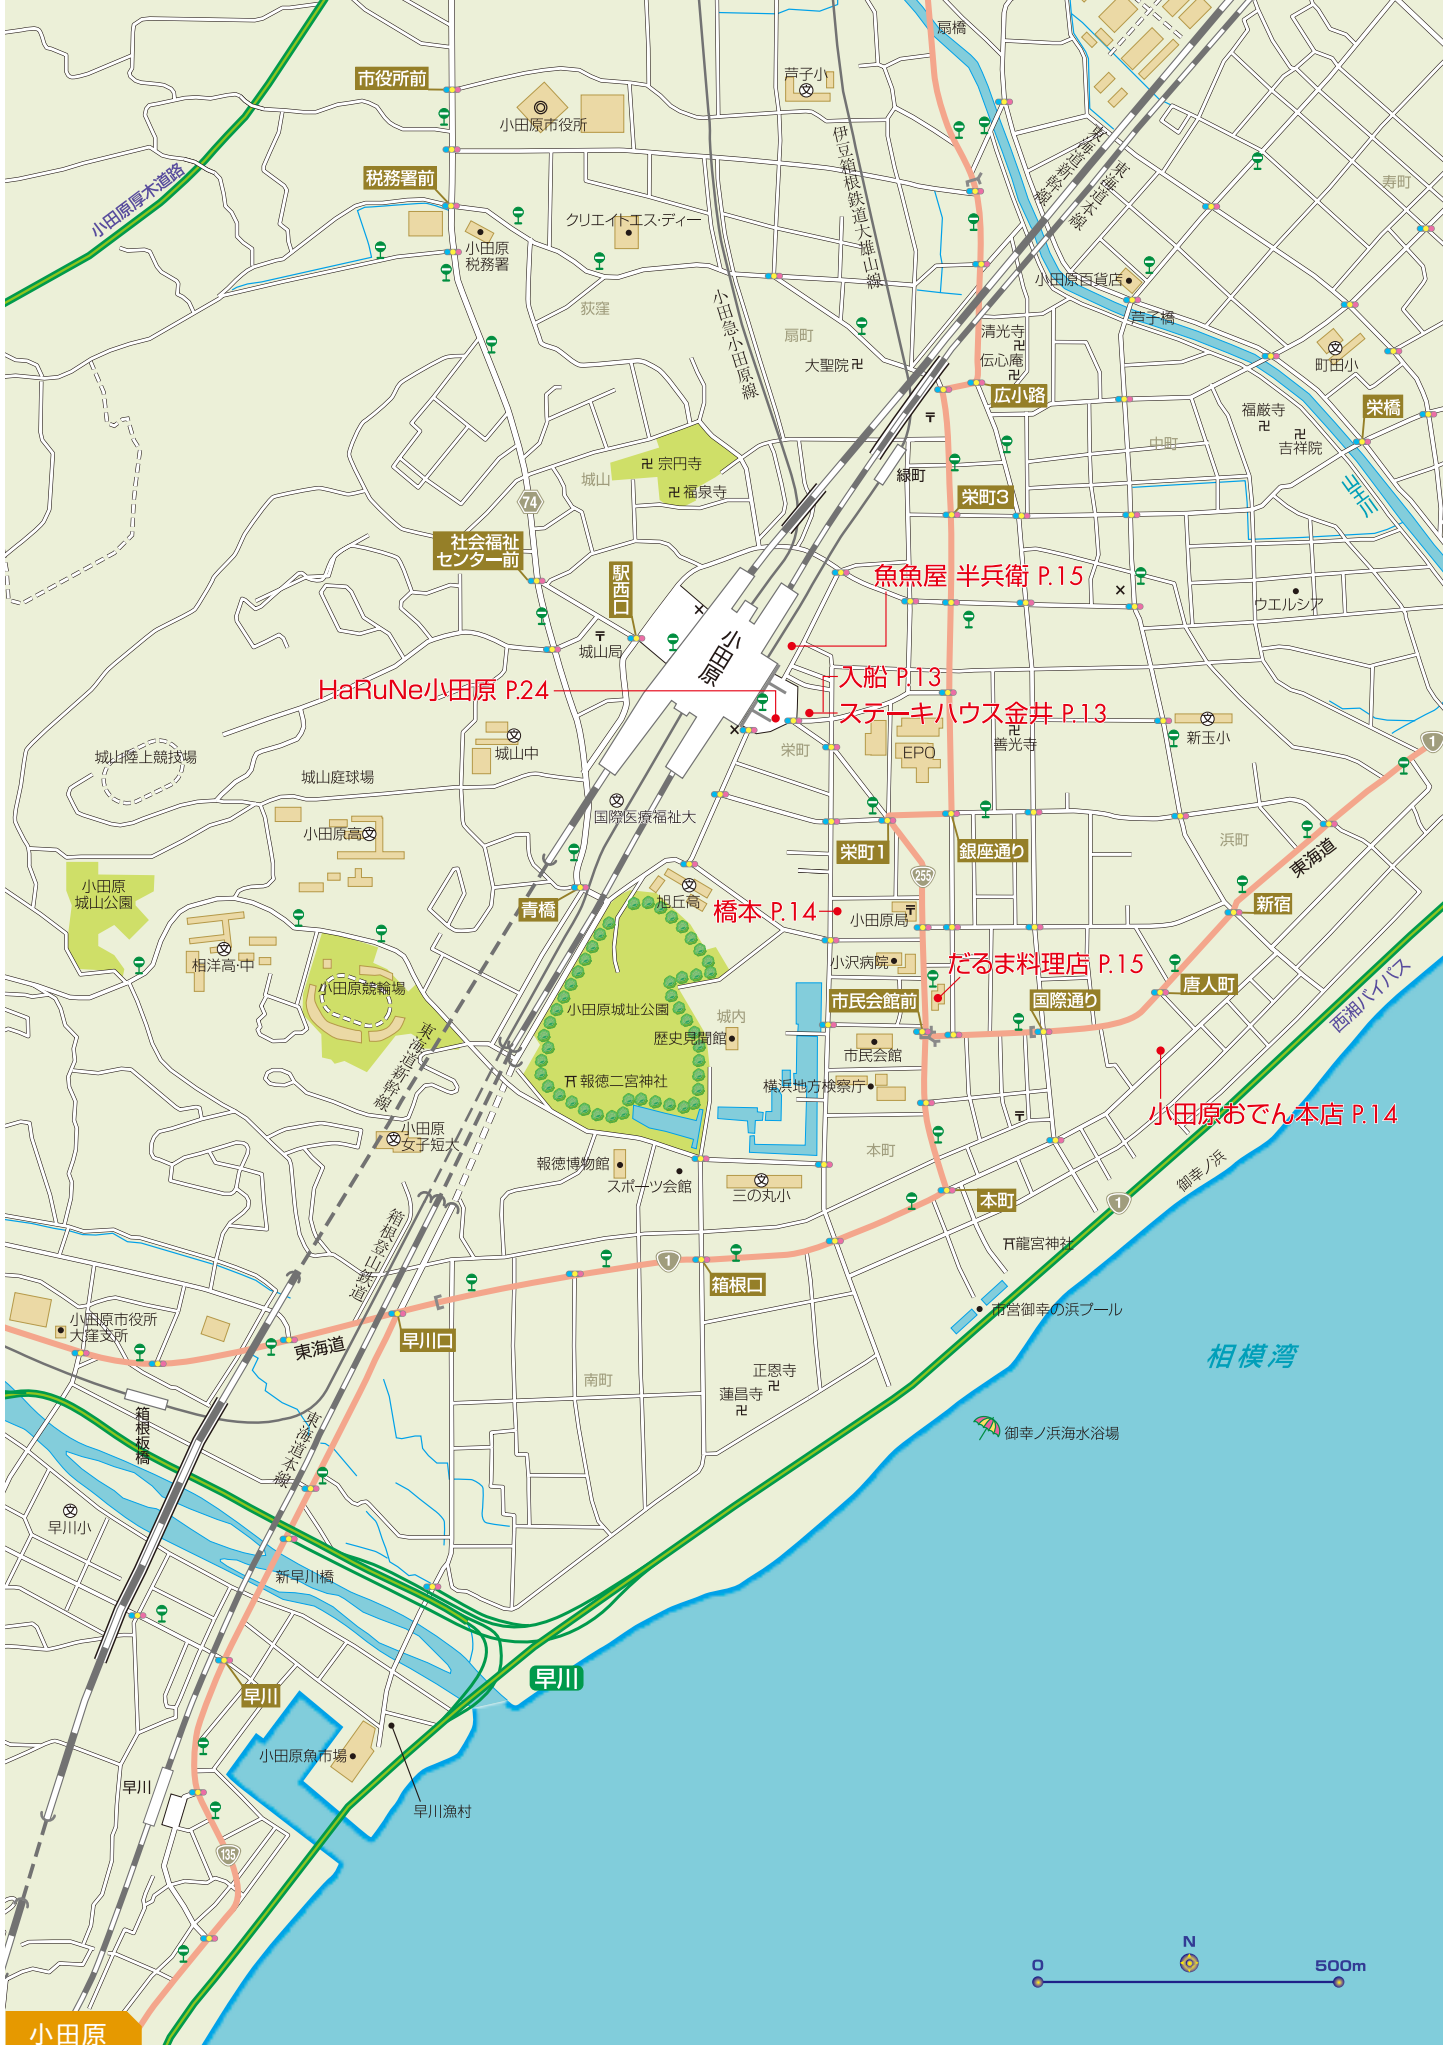 扇橋
市役所前
芦子小
小田原市役所
伊豆箱根鉄道大雄山線
東海道新幹線
東海道本線
寿町
税務署前
小田原厚木道路
クリエイトエス・ディー
小田原
税務署
小田原百貨店
荻窪
小田急小田原線
扇町
清光寺
芦子橋
大聖院
伝心庵
町田小
広小路
栄橋
福厳寺
吉祥院
中町
宗円寺
城山
福泉寺
緑町
栄町3
山王川
74
社会福祉
センター前
駅西口
魚魚屋 半兵衛 P.15
ウエルシア
城山局
小田原
入船 P.13
HaRuNe小田原 P.24
ステーキハウス金井 P.13
新玉小
善光寺
栄町
EPO
1
城山陸上競技場
城山中
城山庭球場
国際医療福祉大
小田原高
浜町
栄町1
銀座通り
東海道
255
小田原
城山公園
旭丘高
青橋
橋本 P.14
小田原局
新宿
相洋高・中
小沢病院
だるま料理店 P.15
小田原競輪場
唐人町
西湘バイパス
小田原城址公園
城内
市民会館前
国際通り
歴史見聞館
東海道新幹線
市民会館
報徳二宮神社
横浜地方検察庁
小田原おでん本店 P.14
小田原
女子短大
本町
報徳博物館
スポーツ会館
三の丸小
御幸ノ浜
本町
1
箱根登山鉄道
龍宮神社
1
箱根口
市営御幸の浜プール
小田原市役所
大窪支所
早川口
東海道
相模湾
正恩寺
南町
蓮昌寺
箱根板橋
東海道本線
御幸ノ浜海水浴場
早川小
新早川橋
早川
早川
小田原魚市場
早川
早川漁村
135
N
0
500m
小田原